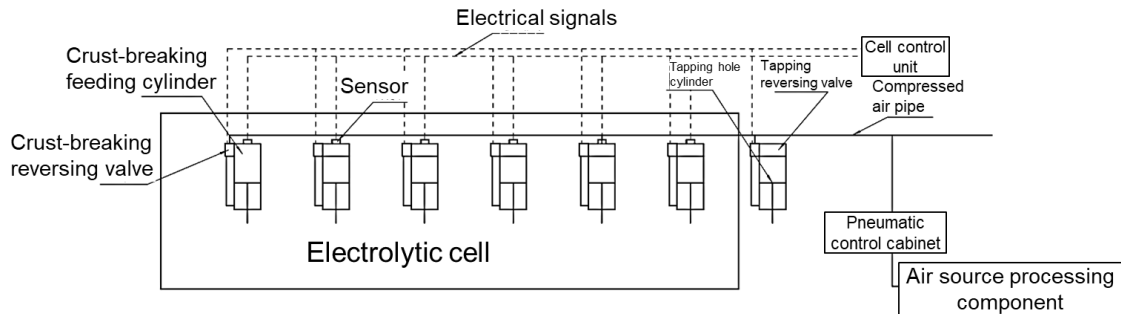 Electrical signals
Crust-breaking
feeding cylinder
Sensor
Tapping hole
cylinder
Tapping
reversing valve
Cell control
unit
Compressed
air pipe
Crust-breaking
reversing valve
Pneumatic
control cabinet
Electrolytic cell
Air source processing
component